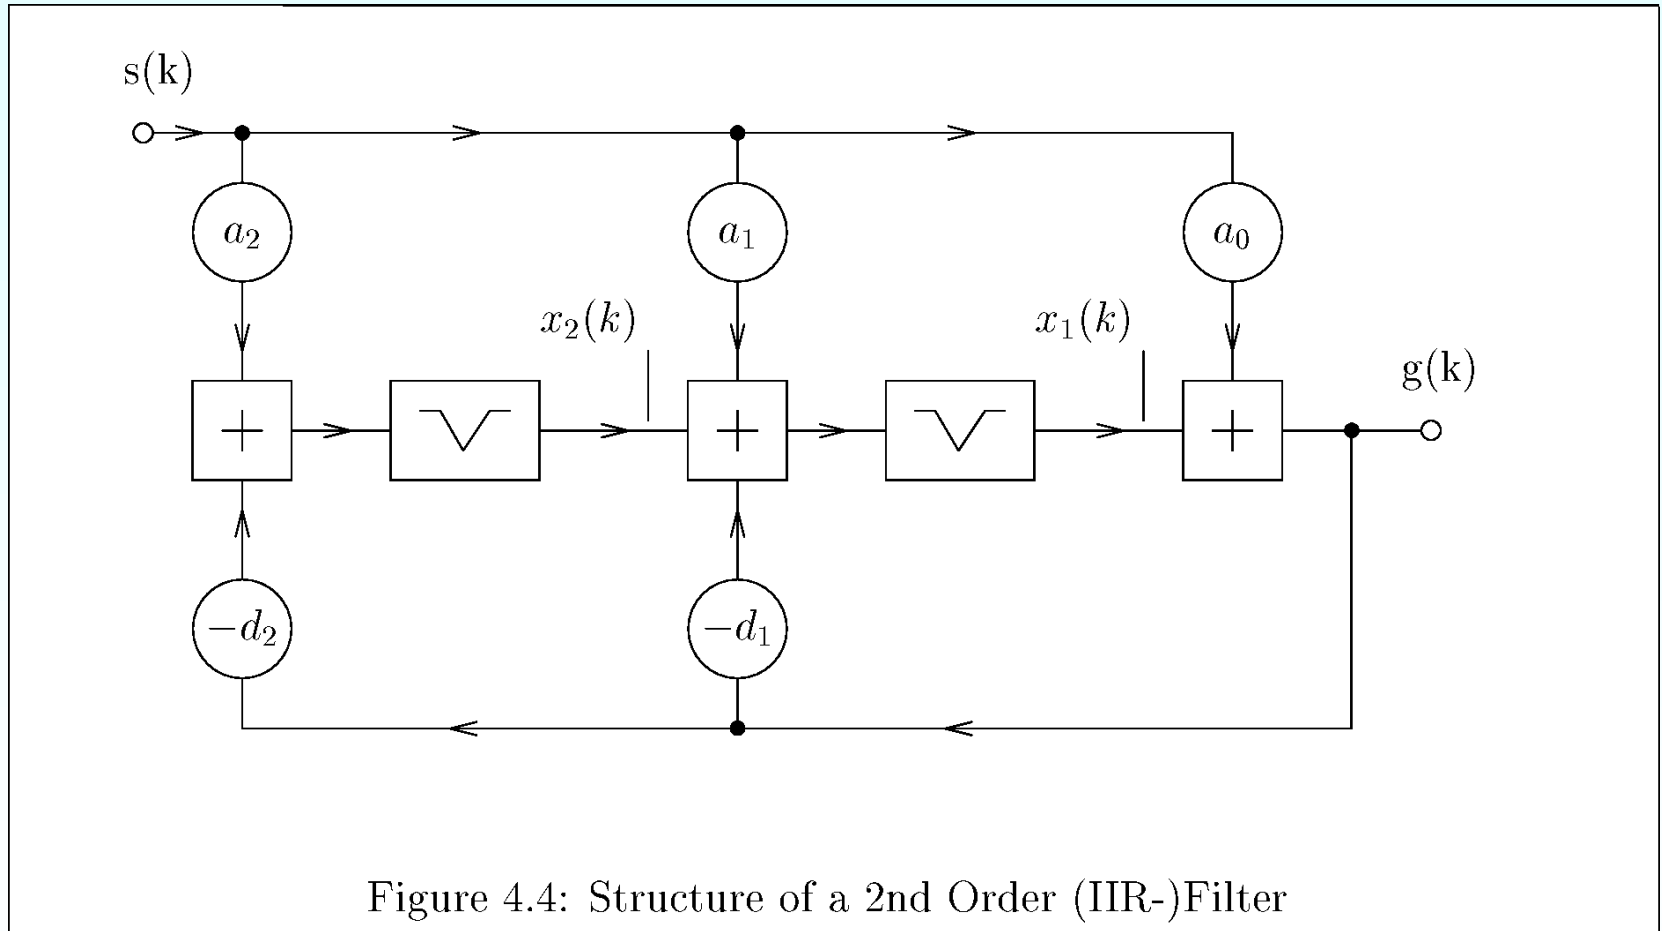 s(k)
a₂ a₁ a₀
x₂(k) x₁(k)
g(k)
+ + +
−d₂ −d₁
Figure 4.4: Structure of a 2nd Order (IIR-)Filter